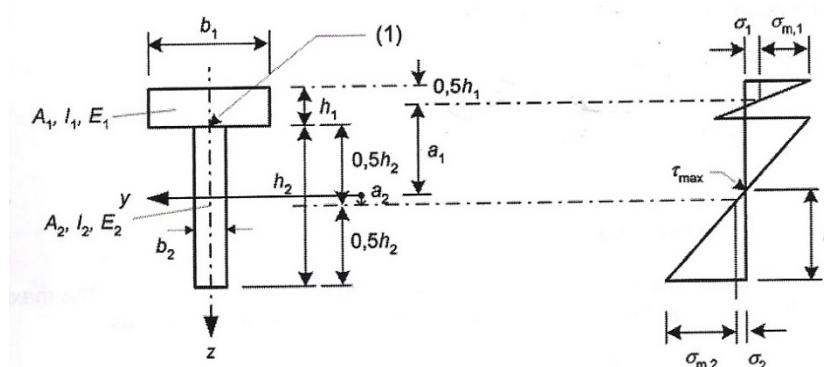 b₁
σ₁
σₘ,₁
(1)
0,5h₁
A₁, I₁, E₁
h₁
0,5h₂
a₁
h₂
τmax
y
a₂
A₂, I₂, E₂
b₂
0,5h₂
z
σₘ,₂
σ₂